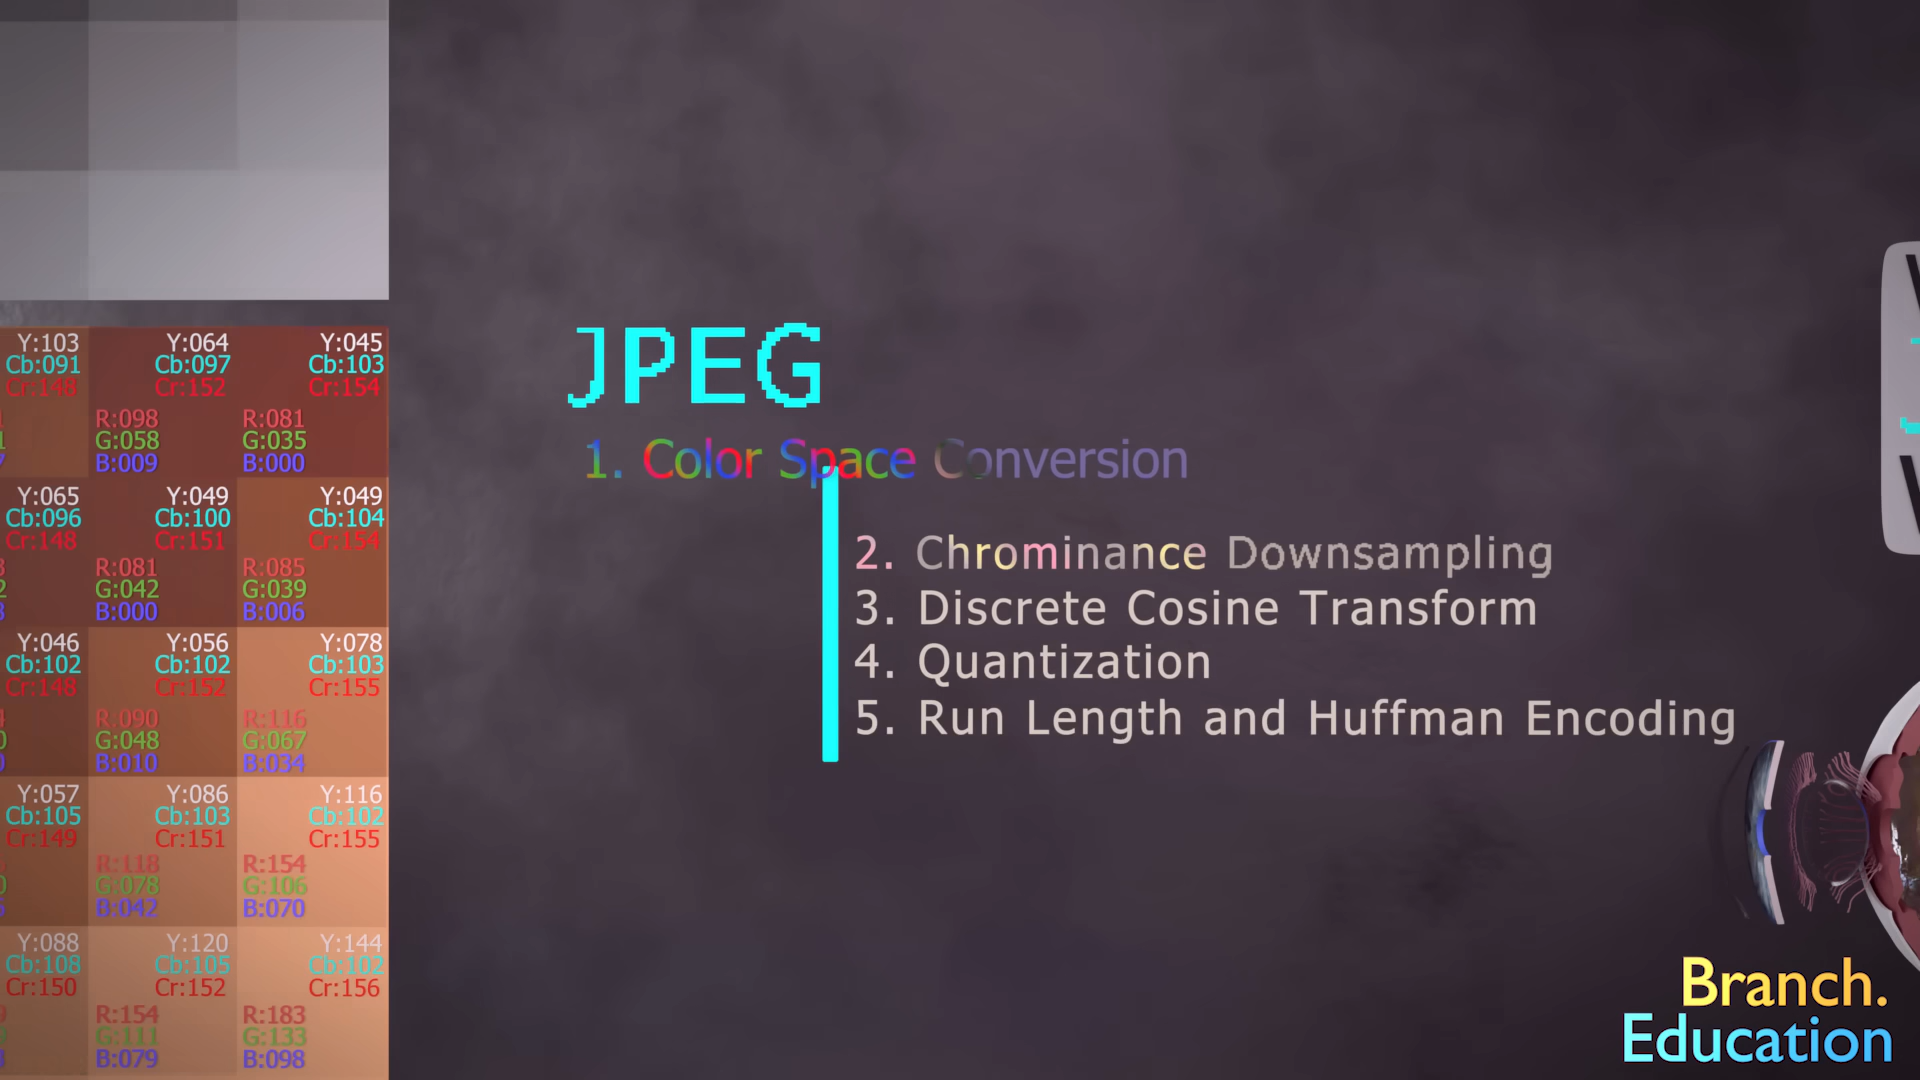 JPEG
1. Color Space Conversion
2. Chrominance Downsampling
3. Discrete Cosine Transform
4. Quantization
5. Run Length and Huffman Encoding
Y:103 Y:064 Y:045
Cb:091 Cb:097 Cb:103
Cr:148 Cr:152 Cr:154
R:098 R:081
G:058 G:035
B:009 B:000
Y:065 Y:049 Y:049
Cb:096 Cb:100 Cb:104
Cr:148 Cr:151 Cr:154
R:081 R:085
G:042 G:039
B:000 B:006
Y:046 Y:056 Y:078
Cb:102 Cb:102 Cb:103
Cr:148 Cr:152 Cr:155
R:090 R:116
G:048 G:067
B:010 B:034
Y:057 Y:086 Y:116
Cb:105 Cb:103 Cb:102
Cr:149 Cr:151 Cr:155
R:118 R:154
G:078 G:106
B:042 B:070
Y:088 Y:120 Y:144
Cb:108 Cb:105 Cb:102
Cr:150 Cr:152 Cr:156
R:154 R:183
G:111 G:133
B:079 B:098
Branch.
Education